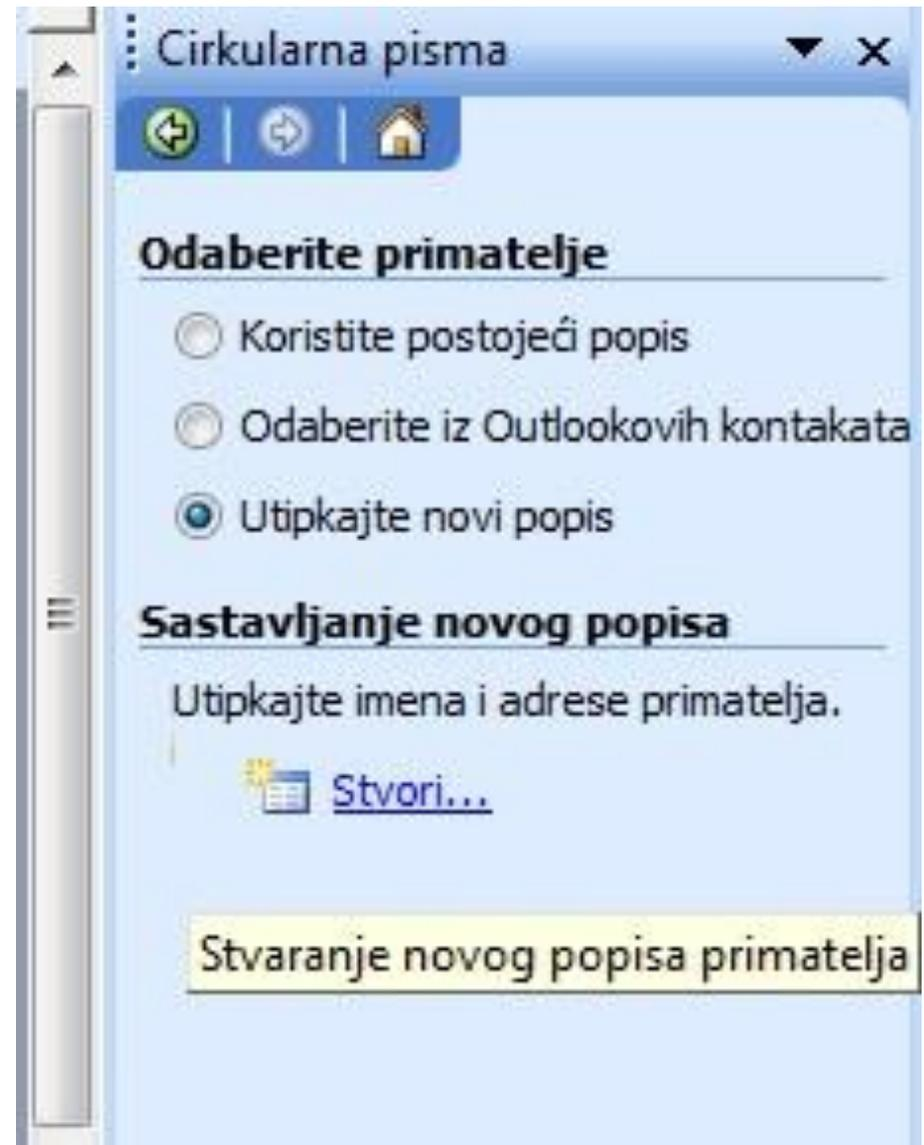 Cirkularna pisma
Odaberite primatelje
Koristite postojeći popis
Odaberite iz Outlookovih kontakata
Utipkajte novi popis
Sastavljanje novog popisa
Utipkajte imena i adrese primatelja.
Stvori...
Stvaranje novog popisa primatelja